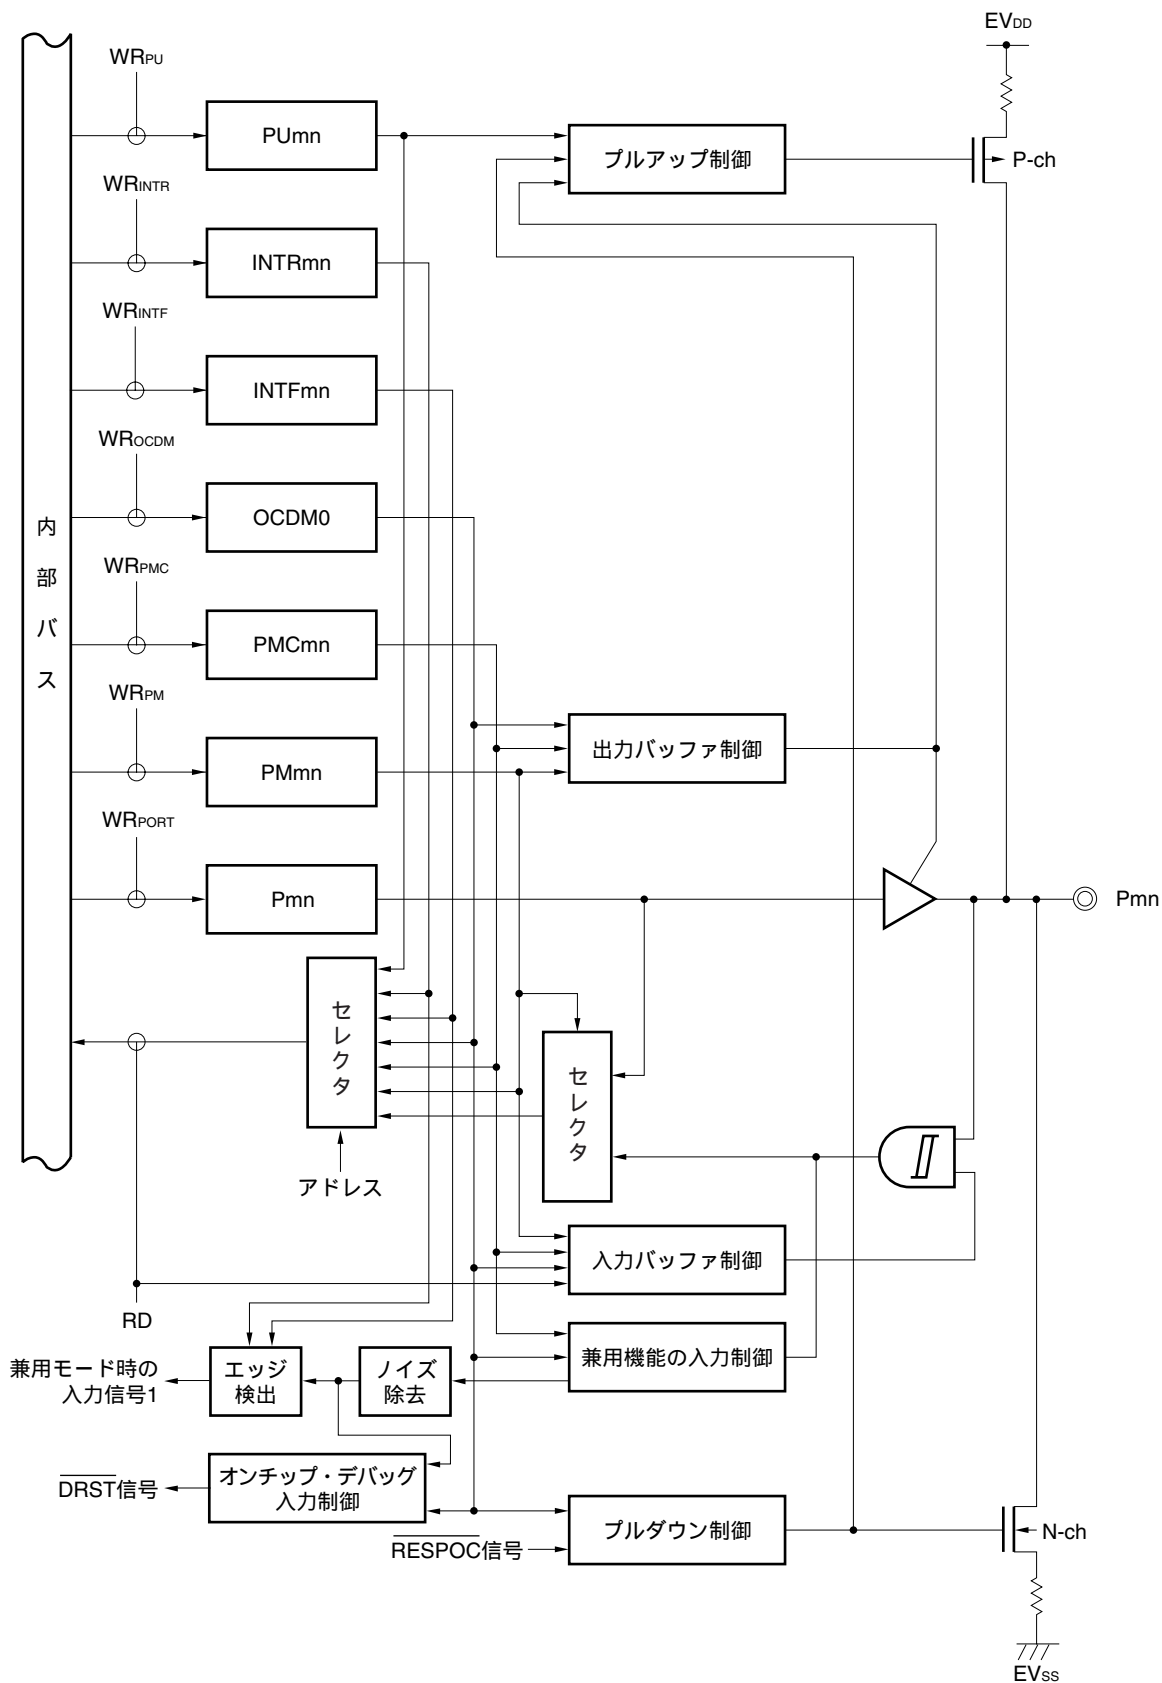 EVDD
WRPU
PUmn
プルアップ制御
P-ch
WRINTR
INTRmn
WRINTF
INTFmn
WROCDM
OCDM0
内部バス
WRPMC
PMCmn
WRPM
PMmn
出力バッファ制御
WRPORT
Pmn
Pmn
セレクタ
セレクタ
アドレス
入力バッファ制御
RD
兼用機能の入力制御
兼用モード時の
入力信号1
エッジ
検出
ノイズ
除去
DRST信号
オンチップ・デバッグ
入力制御
RESPOC信号
プルダウン制御
N-ch
EVSS